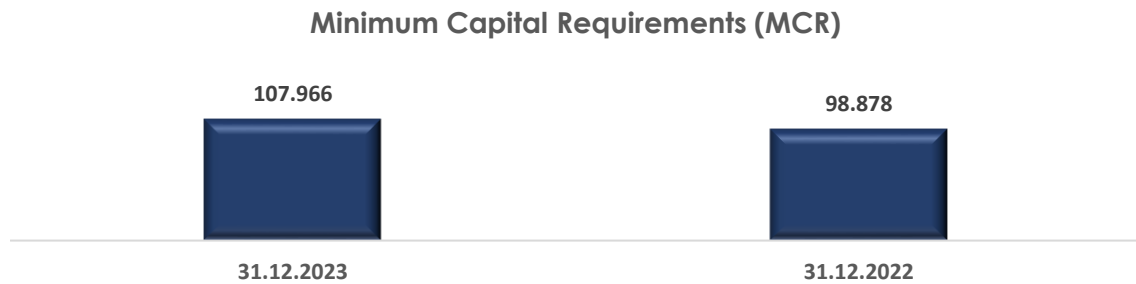 Minimum Capital Requirements (MCR)
107.966
98.878
31.12.2023
31.12.2022